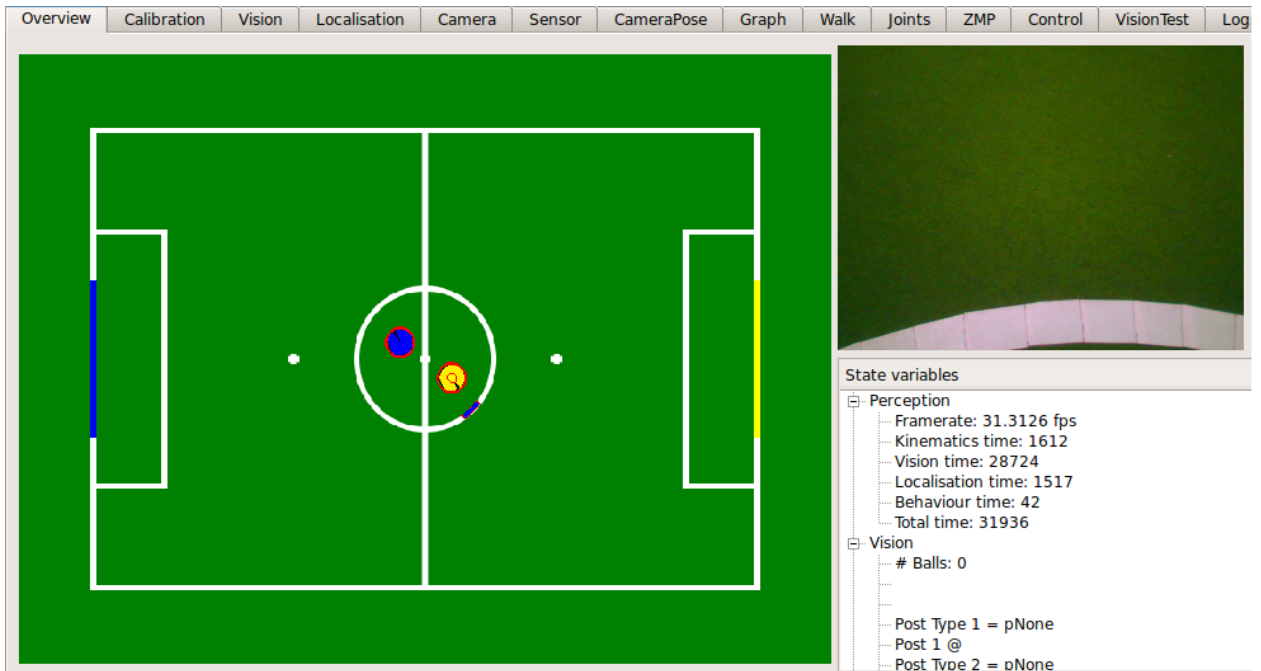 Overview Calibration Vision Localisation Camera Sensor CameraPose Graph Walk Joints ZMP Control VisionTest Log
State variables
Perception
Framerate: 31.3126 fps
Kinematics time: 1612
Vision time: 28724
Localisation time: 1517
Behaviour time: 42
Total time: 31936
Vision
# Balls: 0
Post Type 1 = pNone
Post 1 @
Post Type 2 = pNone